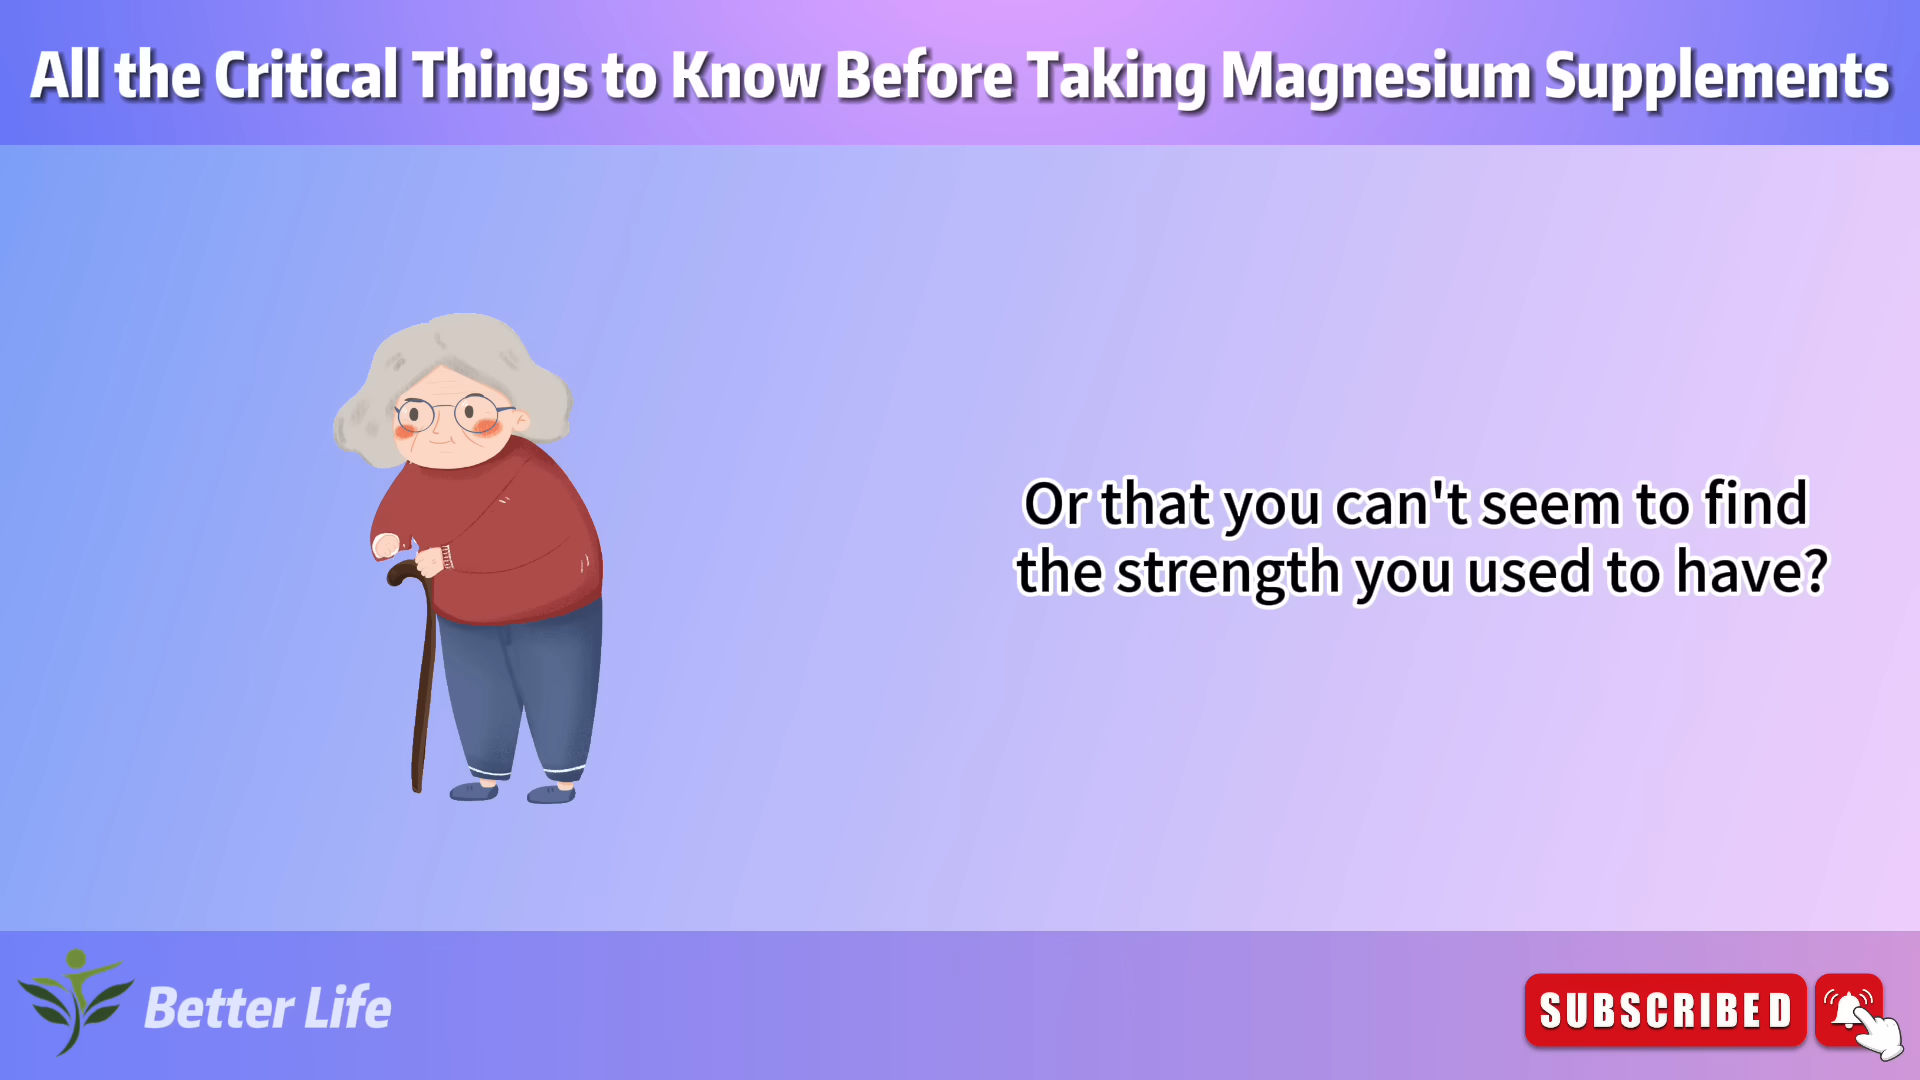 All the Critical Things to Know Before Taking Magnesium Supplements
Or that you can't seem to find
the strength you used to have?
Better Life
SUBSCRIBED